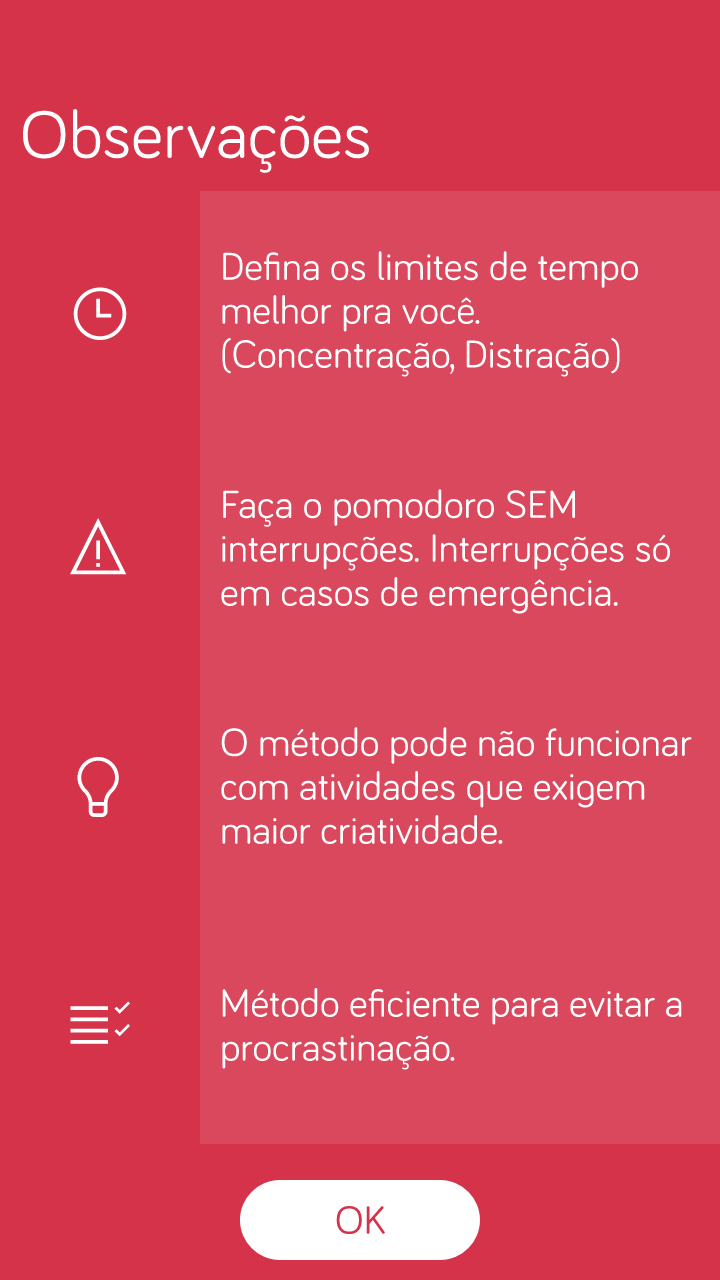 Observações
Defina os limites de tempo
melhor pra você.
(Concentração, Distração)
Faça o pomodoro SEM
interrupções. Interrupções só
em casos de emergência.
O método pode não funcionar
com atividades que exigem
maior criatividade.
Método eficiente para evitar a
procrastinação.
OK